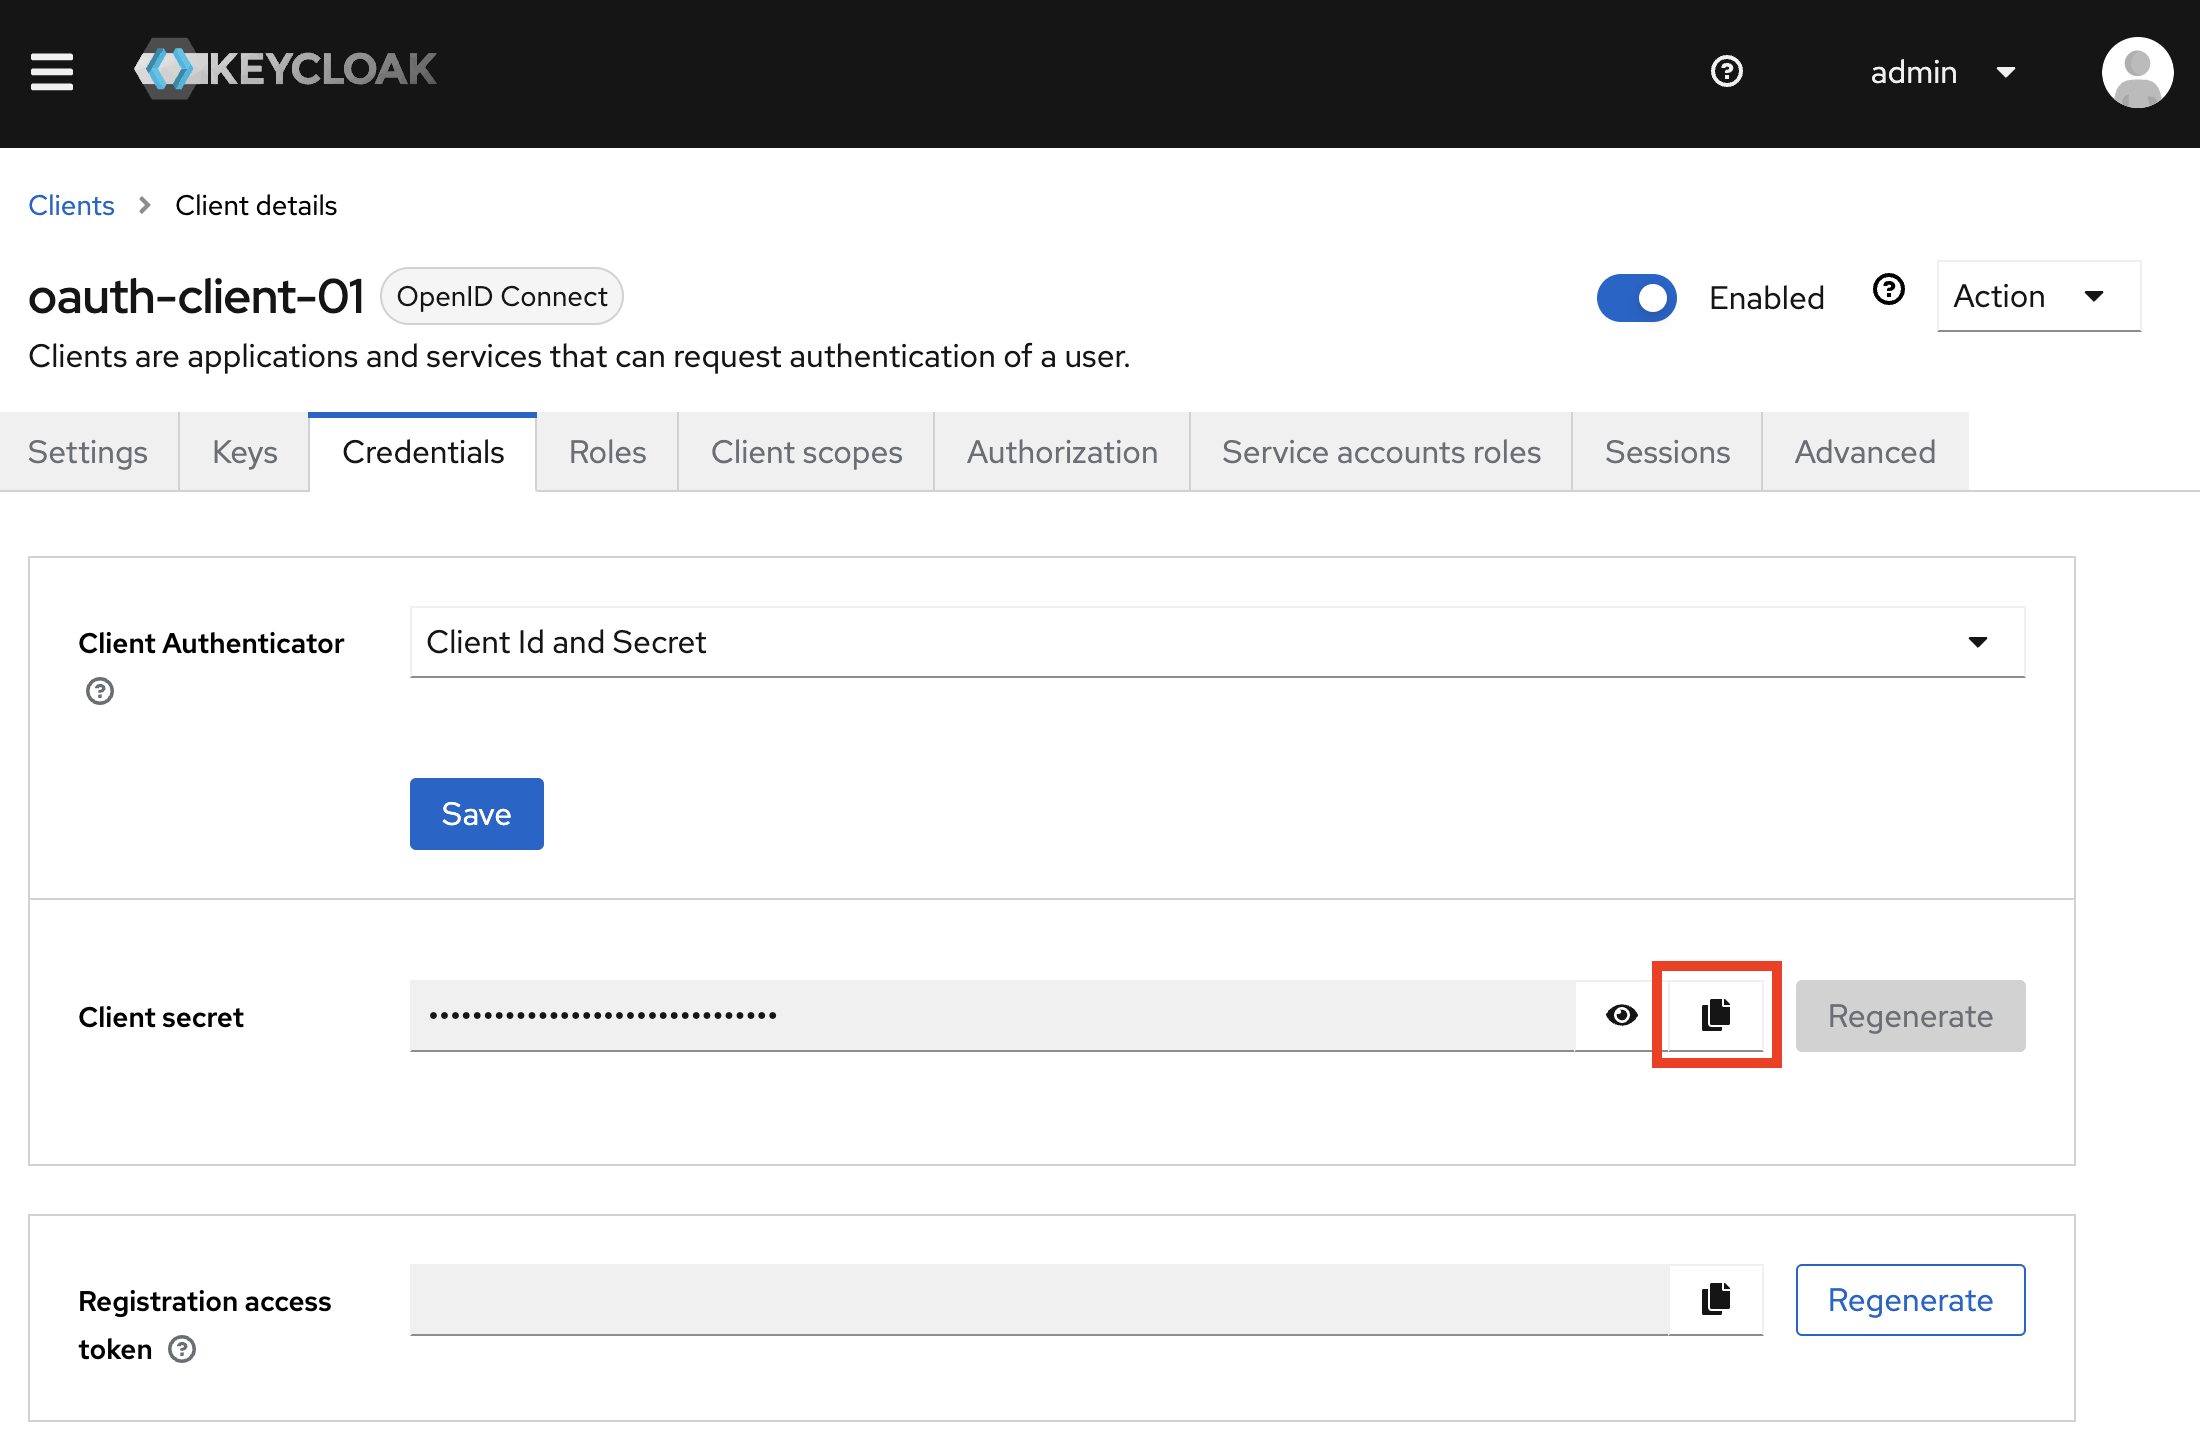 KEYCLOAK
admin
Clients
Client details
oauth-client-01
OpenID Connect
Enabled
Action
Clients are applications and services that can request authentication of a user.
Settings
Keys
Credentials
Roles
Client scopes
Authorization
Service accounts roles
Sessions
Advanced
Client Authenticator
Client Id and Secret
Save
Client secret
Regenerate
Registration access
token
Regenerate